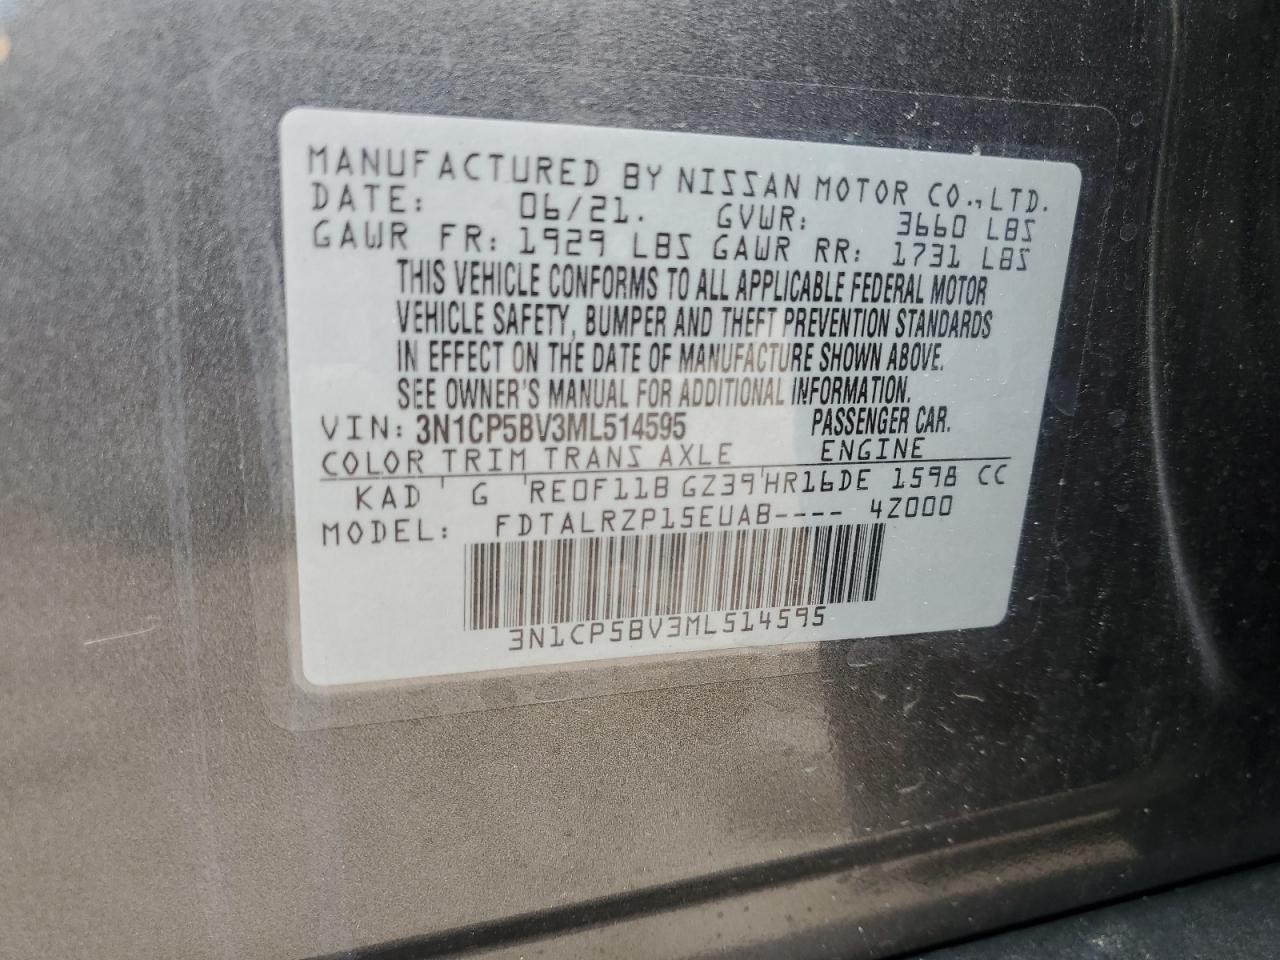 MANUFACTURED BY NISSAN MOTOR CO., LTD.
DATE: 06/21. GVWR: 3660 LBS
GAWR FR: 1929 LBS GAWR RR: 1731 LBS
THIS VEHICLE CONFORMS TO ALL APPLICABLE FEDERAL MOTOR
VEHICLE SAFETY, BUMPER AND THEFT PREVENTION STANDARDS
IN EFFECT ON THE DATE OF MANUFACTURE SHOWN ABOVE.
SEE OWNER'S MANUAL FOR ADDITIONAL INFORMATION.
VIN: 3N1CP5BV3ML514595 PASSENGER CAR.
COLOR TRIM TRANS AXLE ENGINE
KAD G RE0F11B GZ39 HR16DE 1598 CC
MODEL: FDTALRZP15EUAB---- 4Z000
3N1CP5BV3ML514595